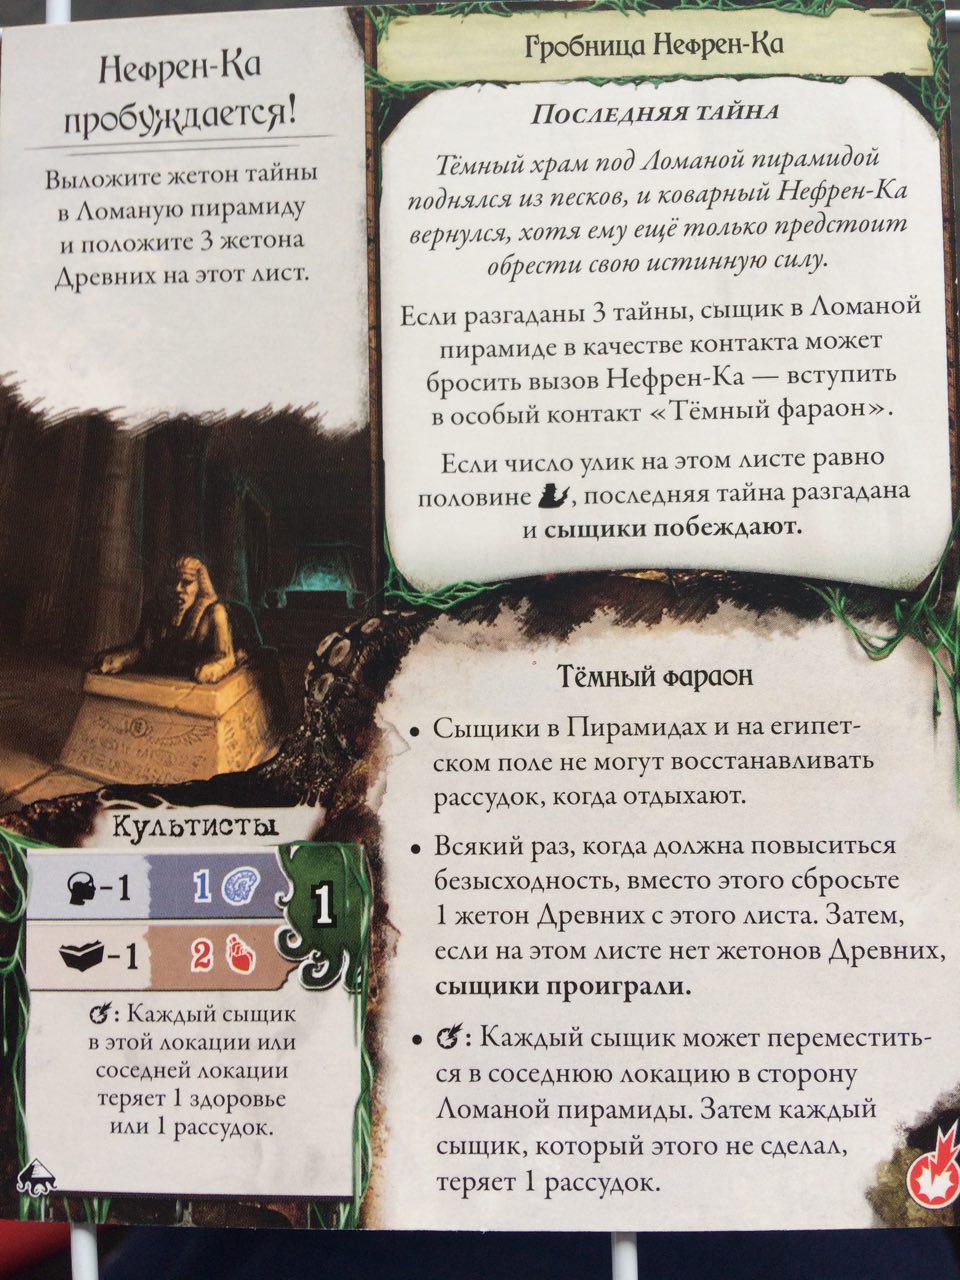 Нефрен-Ка
пробуждается!
Выложите жетон тайны
в Ломаную пирамиду
и положите 3 жетона
Древних на этот лист.
Культисты
-1 1
1
-1 2
: Каждый сыщик
в этой локации или
соседней локации
теряет 1 здоровье
или 1 рассудок.
Гробница Нефрен-Ка
Последняя тайна
Тёмный храм под Ломаной пирамидой
поднялся из песков, и коварный Нефрен-Ка
вернулся, хотя ему ещё только предстоит
обрести свою истинную силу.
Если разгаданы 3 тайны, сыщик в Ломаной
пирамиде в качестве контакта может
бросить вызов Нефрен-Ка — вступить
в особый контакт «Тёмный фараон».
Если число улик на этом листе равно
половине , последняя тайна разгадана
и сыщики побеждают.
Тёмный фараон
• Сыщики в Пирамидах и на египет-
ском поле не могут восстанавливать
рассудок, когда отдыхают.
• Всякий раз, когда должна повыситься
безысходность, вместо этого сбросьте
1 жетон Древних с этого листа. Затем,
если на этом листе нет жетонов Древних,
сыщики проиграли.
• : Каждый сыщик может переместить-
ся в соседнюю локацию в сторону
Ломаной пирамиды. Затем каждый
сыщик, который этого не сделал,
теряет 1 рассудок.